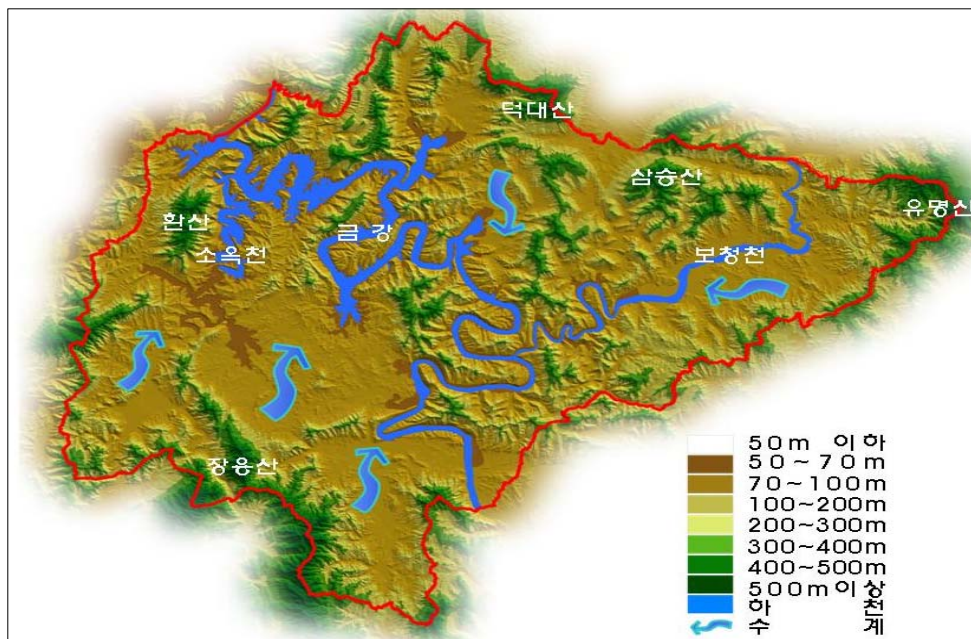 덕대산
삼승산
유명산
환산
금강
소옥천
보청천
장용산
50m 이하
50~70m
70~100m
100~200m
200~300m
300~400m
400~500m
500m이상
하 천
수 계